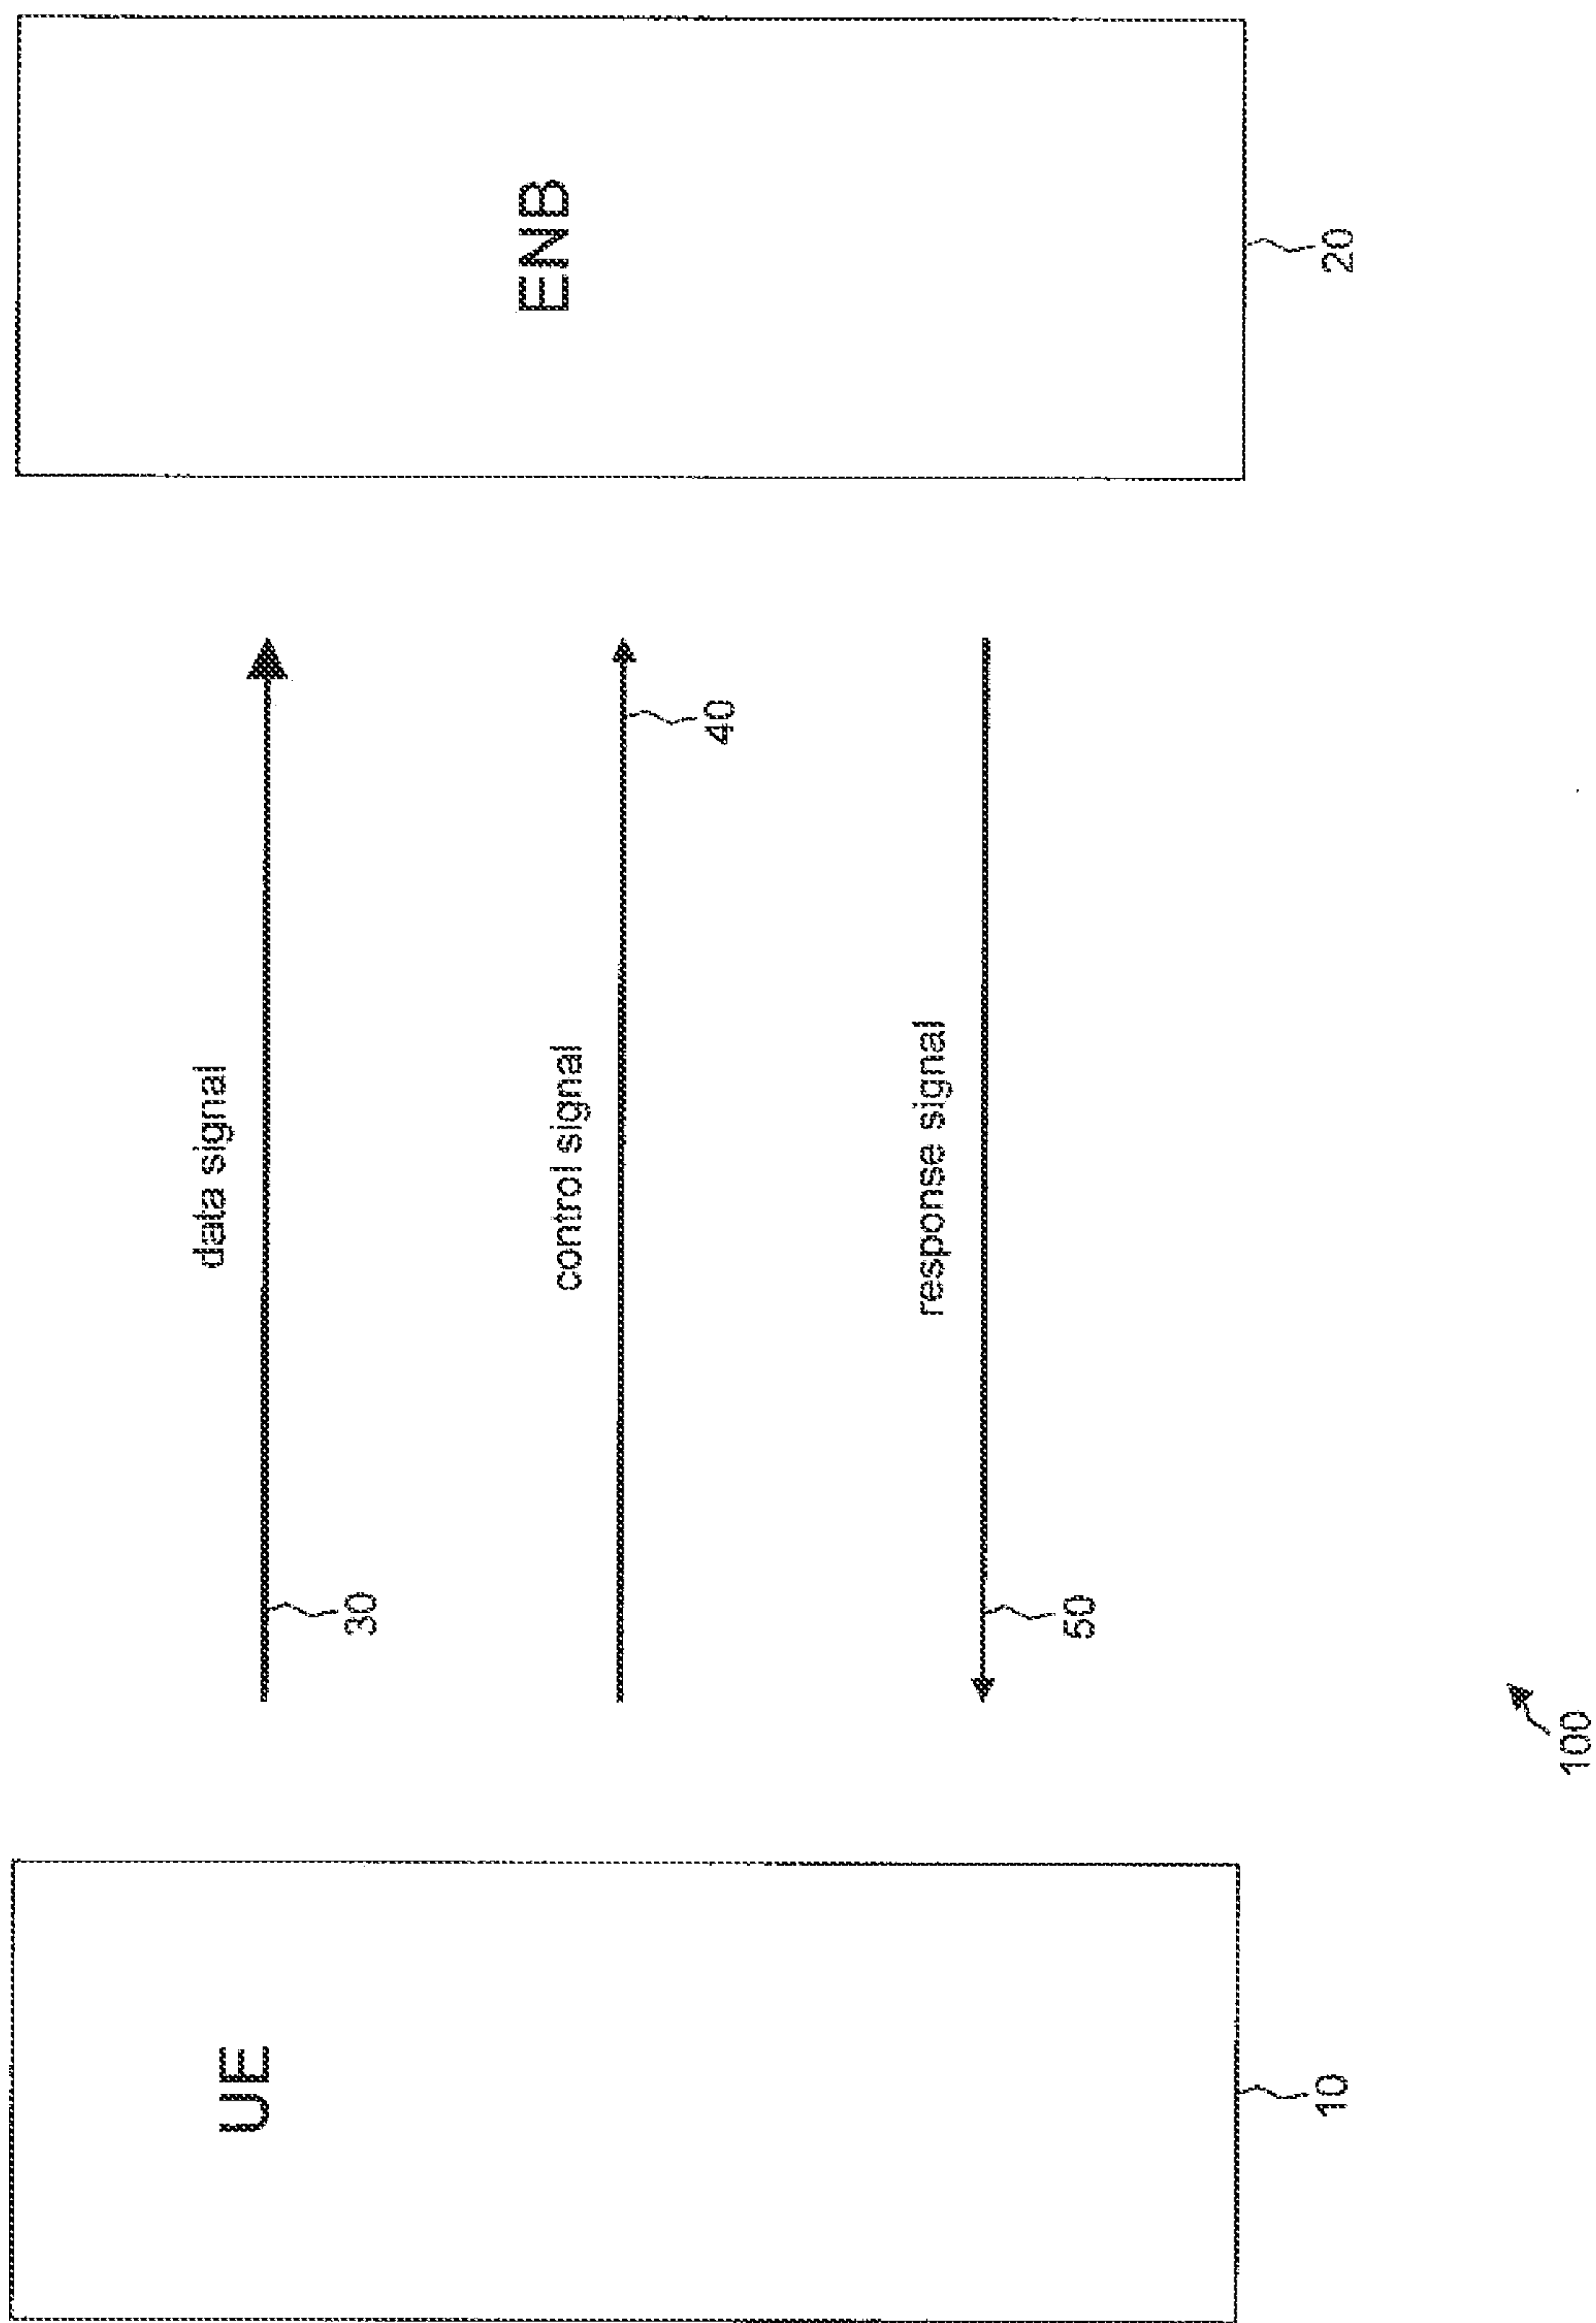 UE
10
ENB
20
data signal
30
control signal
40
response signal
50
100